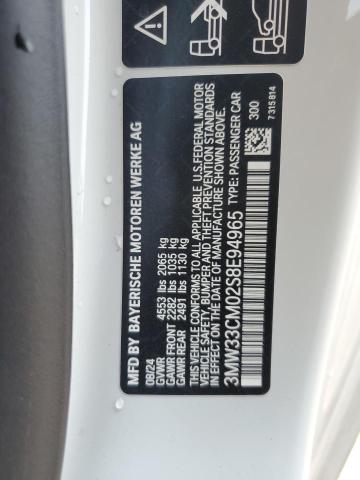 MFD BY BAYERISCHE MOTOREN WERKE AG
08/24
GVWR 4553 lbs 2065 kg
GAWR FRONT 2282 lbs 1035 kg
GAWR REAR 2491 lbs 1130 kg
THIS VEHICLE CONFORMS TO ALL APPLICABLE U.S. FEDERAL MOTOR
VEHICLE SAFETY, BUMPER AND THEFT PREVENTION STANDARDS
IN EFFECT ON THE DATE OF MANUFACTURE SHOWN ABOVE.
3MW33CM02S8E94965 TYPE: PASSENGER CAR
300
7 315 814